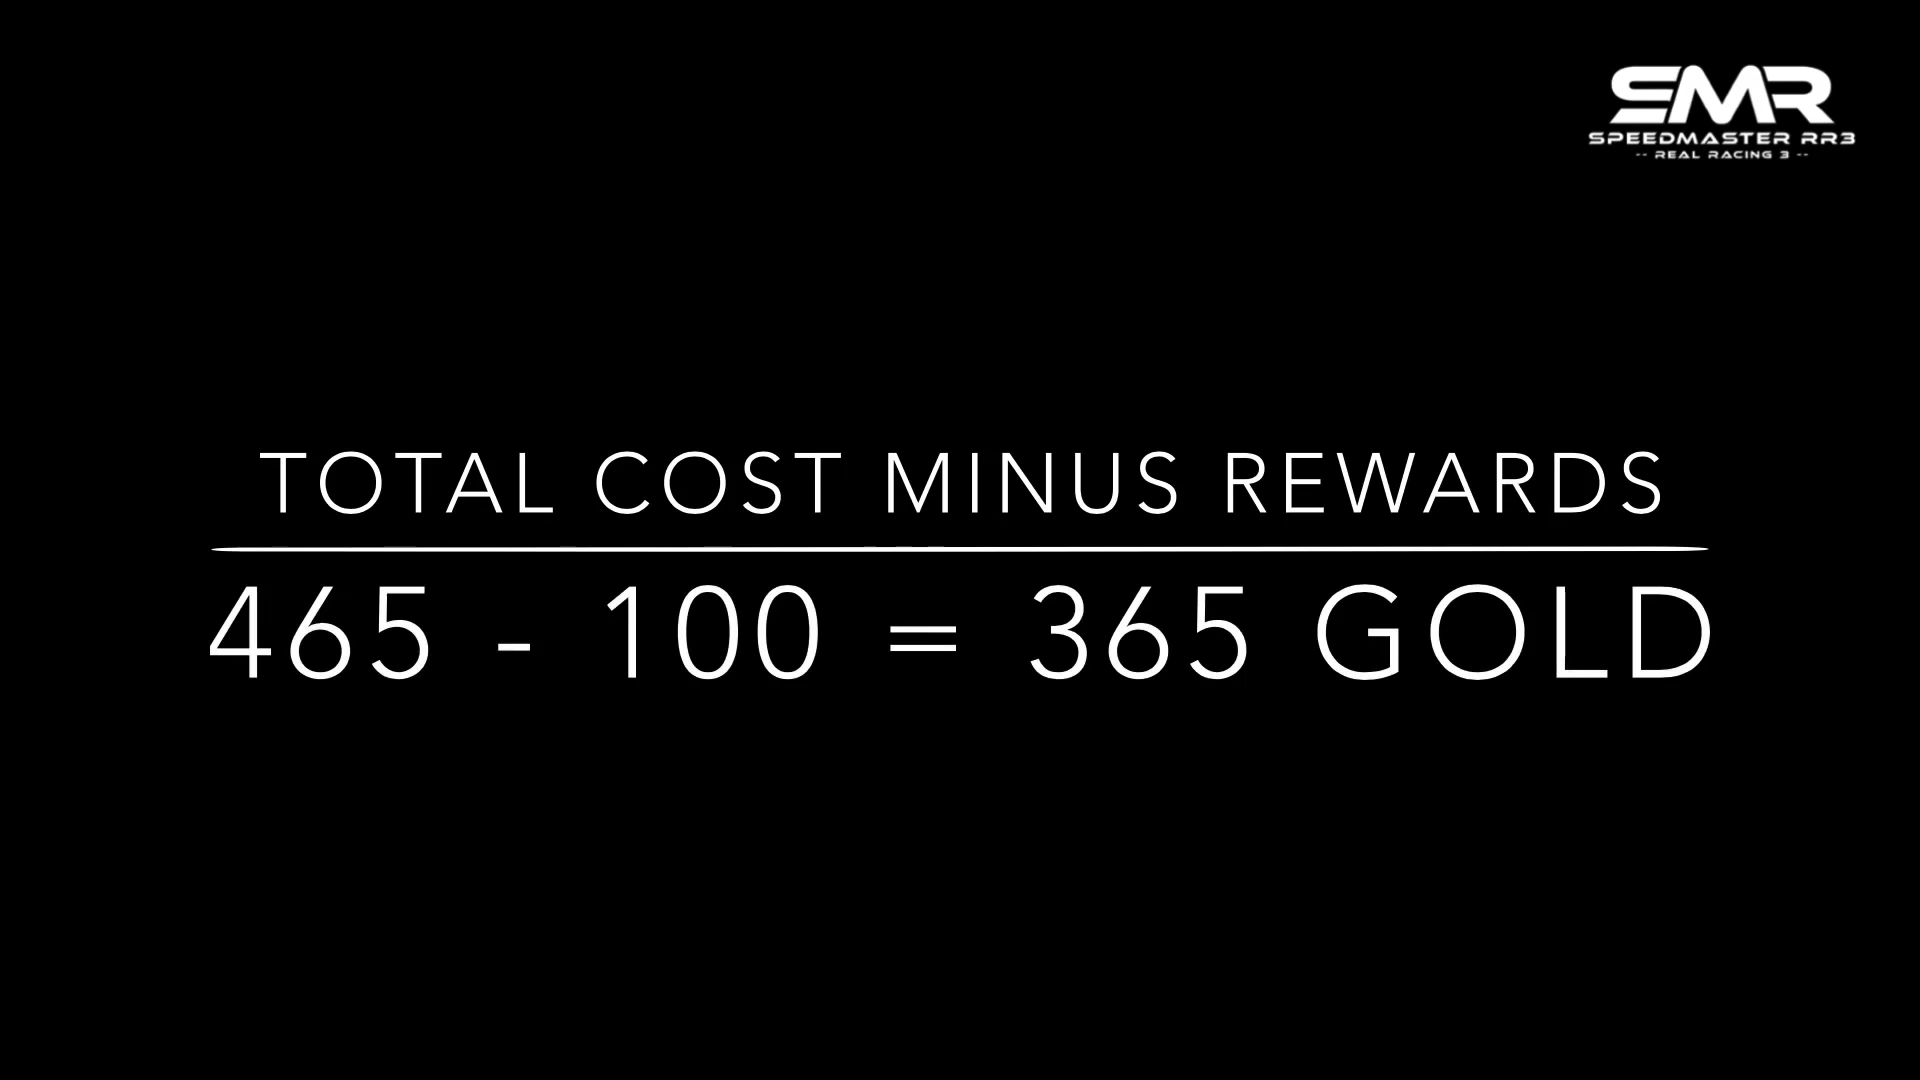 SMR
SPEEDMASTER RR3
-- REAL RACING 3 --
TOTAL COST MINUS REWARDS
465 - 100 = 365 GOLD